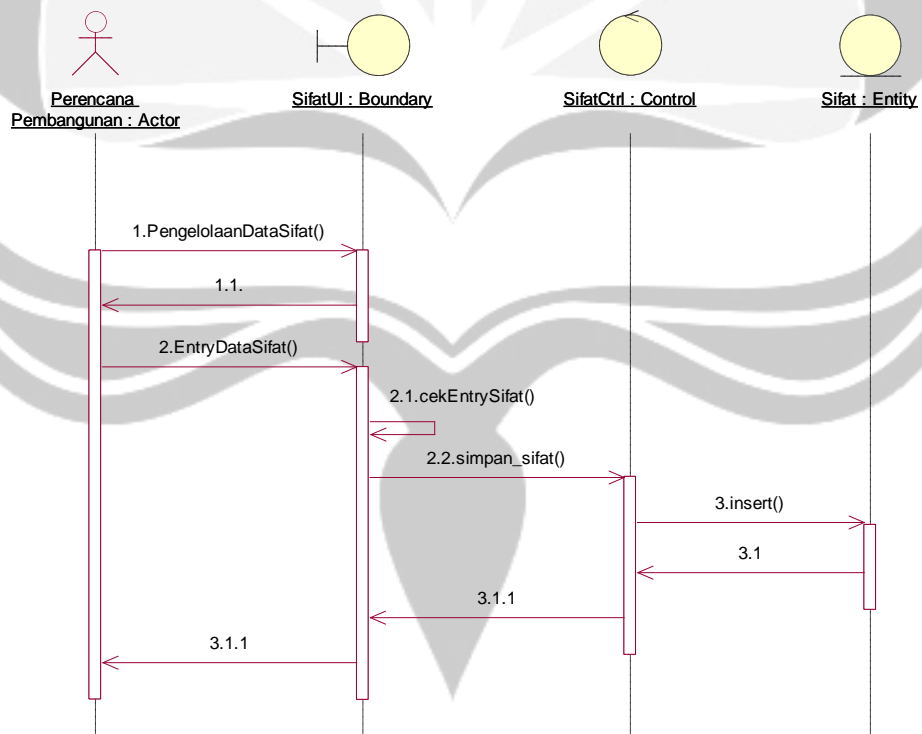 Perencana
Pembangunan : Actor
SifatUI : Boundary
SifatCtrl : Control
Sifat : Entity
1.PengelolaanDataSifat()
1.1.
2.EntryDataSifat()
2.1.cekEntrySifat()
2.2.simpan_sifat()
3.insert()
3.1
3.1.1
3.1.1